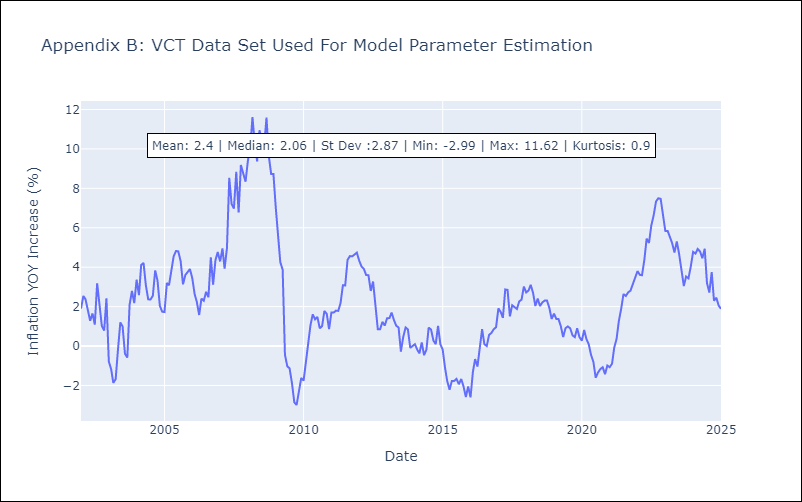 Appendix B: VCT Data Set Used For Model Parameter Estimation
12
Mean: 2.4 | Median: 2.06 | St Dev :2.87 | Min: -2.99 | Max: 11.62 | Kurtosis: 0.9
10
8
6
4
2
0
−2
Inflation YOY Increase (%)
2005 2010 2015 2020 2025
Date